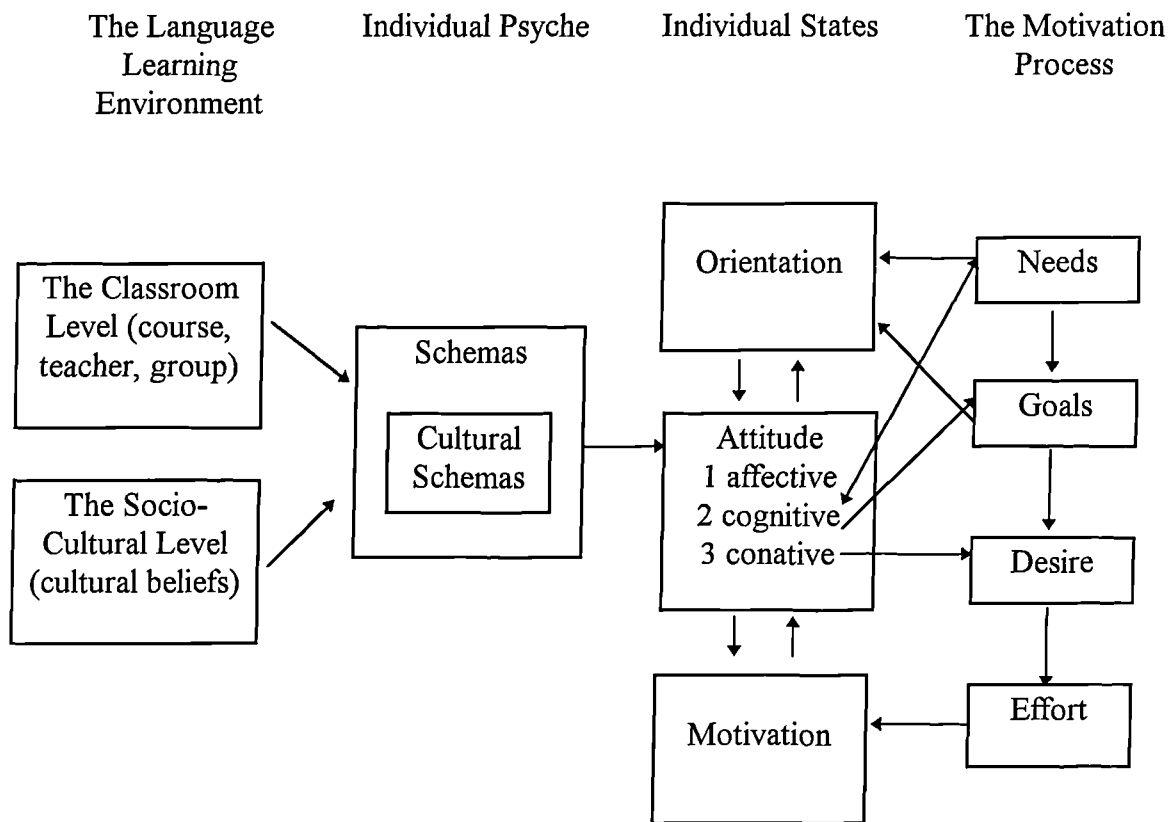 The Language
Learning
Environment
Individual Psyche
Individual States
The Motivation
Process
The Classroom
Level (course,
teacher, group)
The Socio-
Cultural Level
(cultural beliefs)
Schemas
Cultural
Schemas
Orientation
Attitude
1 affective
2 cognitive
3 conative
Motivation
Needs
Goals
Desire
Effort